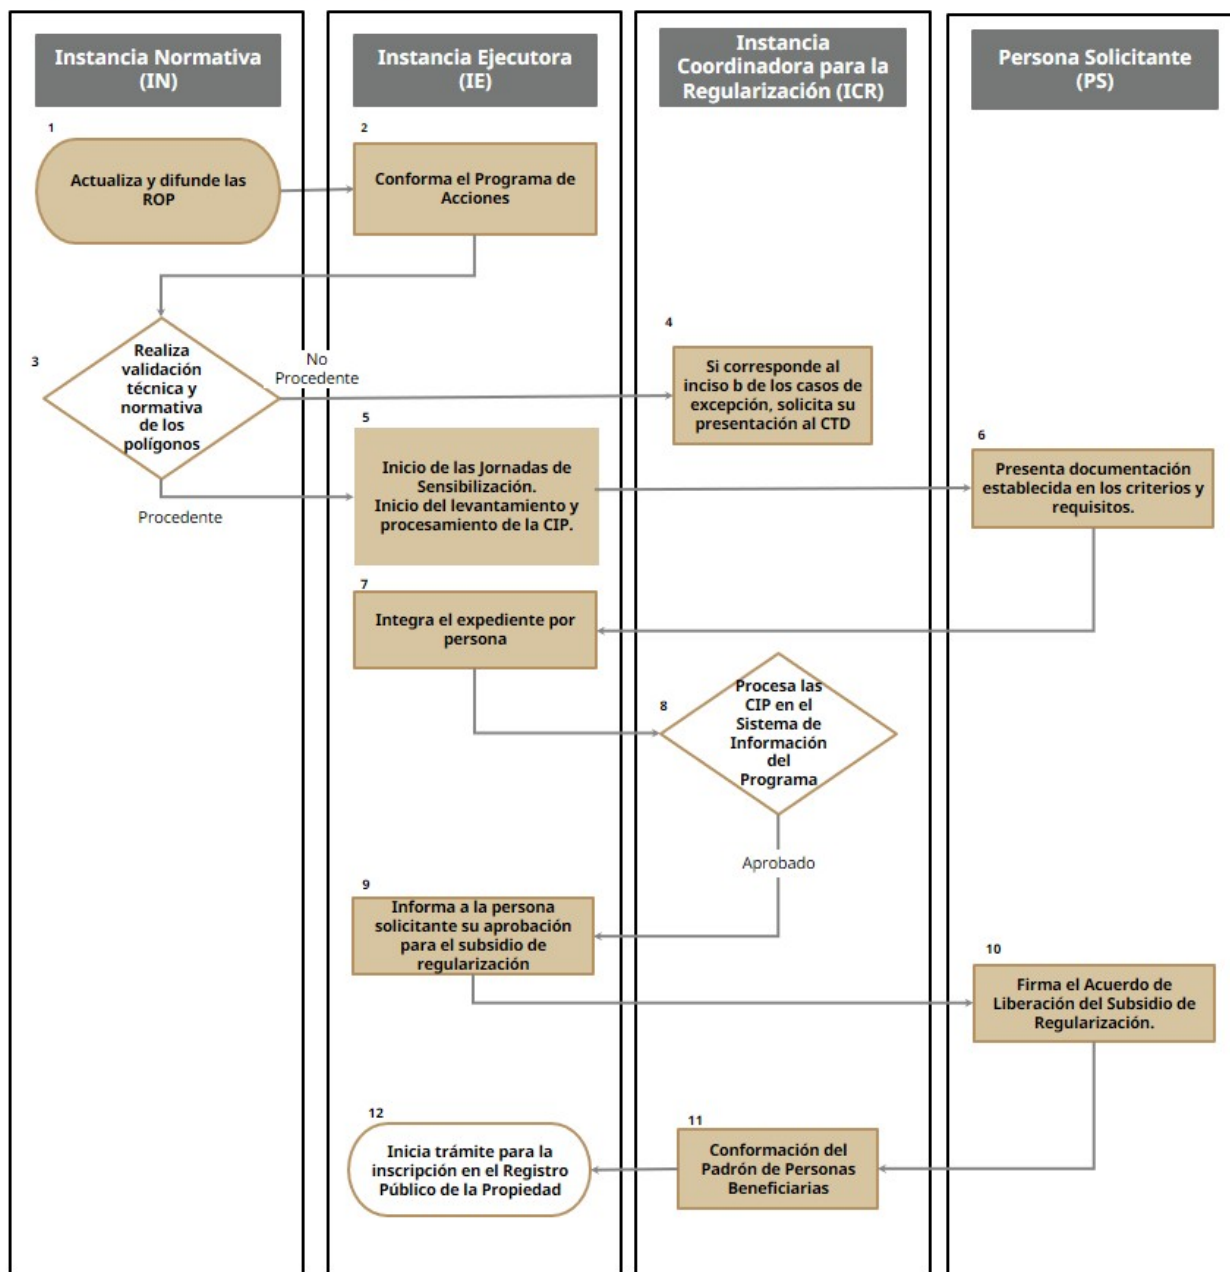 Instancia Normativa
(IN)
Instancia Ejecutora
(IE)
Instancia
Coordinadora para la
Regularización (ICR)
Persona Solicitante
(PS)
1
Actualiza y difunde las
ROP
2
Conforma el Programa de
Acciones
3
Realiza
validación
técnica y
normativa
de los
polígonos
No
Procedente
Procedente
4
Si corresponde al
inciso b de los casos de
excepción, solicita su
presentación al CTD
5
Inicio de las Jornadas de
Sensibilización.
Inicio del levantamiento y
procesamiento de la CIP.
6
Presenta documentación
establecida en los criterios y
requisitos.
7
Integra el expediente por
persona
8
Procesa las
CIP en el
Sistema de
Información
del
Programa
Aprobado
9
Informa a la persona
solicitante su aprobación
para el subsidio de
regularización
10
Firma el Acuerdo de
Liberación del Subsidio de
Regularización.
11
Conformación del
Padrón de Personas
Beneficiarias
12
Inicia trámite para la
inscripción en el Registro
Público de la Propiedad